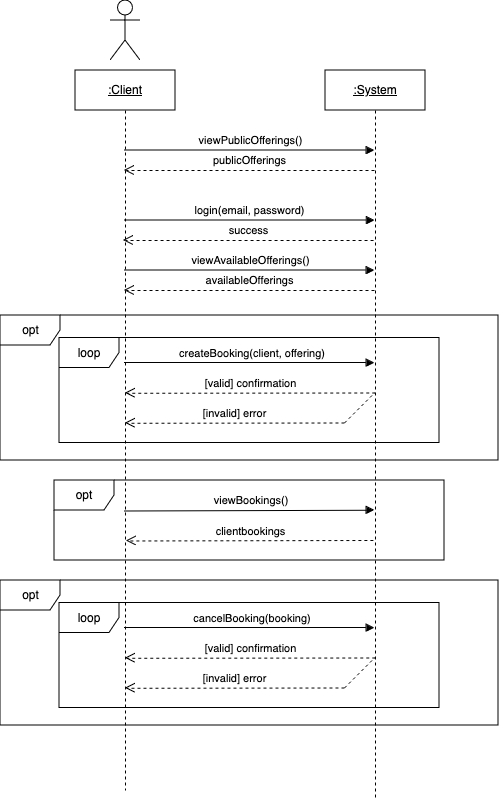 :Client
:System
viewPublicOfferings()
publicOfferings
login(email, password)
success
viewAvailableOfferings()
availableOfferings
opt
loop
createBooking(client, offering)
[valid] confirmation
[invalid] error
opt
viewBookings()
clientbookings
opt
loop
cancelBooking(booking)
[valid] confirmation
[invalid] error